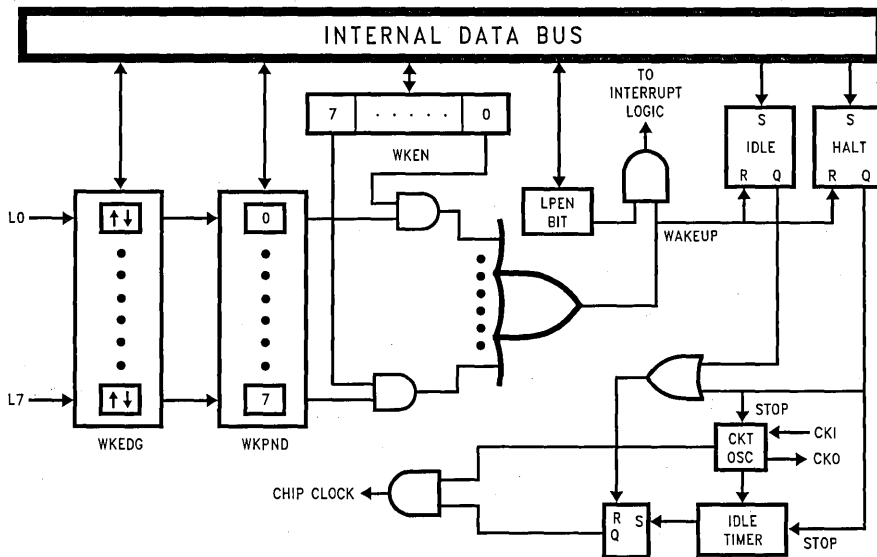 INTERNAL DATA BUS
TO
INTERRUPT
LOGIC
7 . . . . . 0
WKEN
S
IDLE
R Q
S
HALT
R Q
LPEN
BIT
WAKEUP
L0
↑↓
0
L7
↑↓
7
WKEDG
WKPND
STOP
CKT
OSC
CKI
CKO
CHIP CLOCK
R S
Q
IDLE
TIMER
STOP